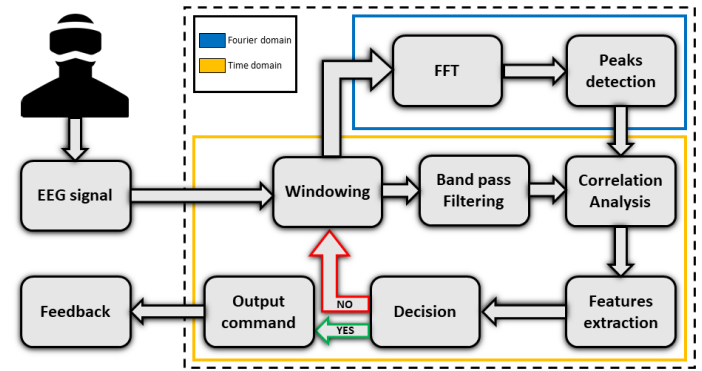 Fourier domain
Time domain
FFT
Peaks
detection
EEG signal
Windowing
Band pass
Filtering
Correlation
Analysis
Feedback
Output
command
NO
YES
Decision
Features
extraction